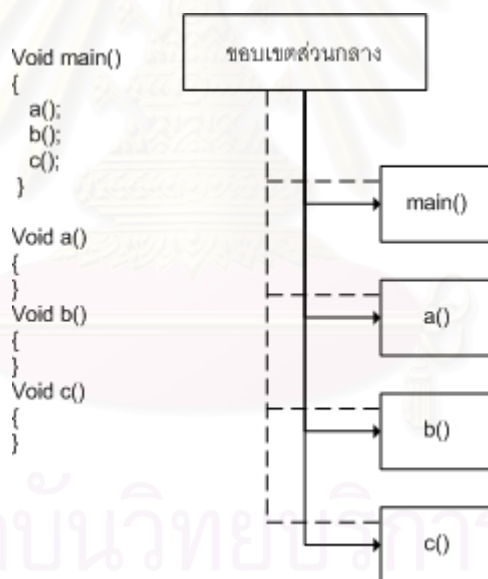 Void main()
{
a();
b();
c();
}
Void a()
{
}
Void b()
{
}
Void c()
{
}
ขอบเขตส่วนกลาง
main()
a()
b()
c()